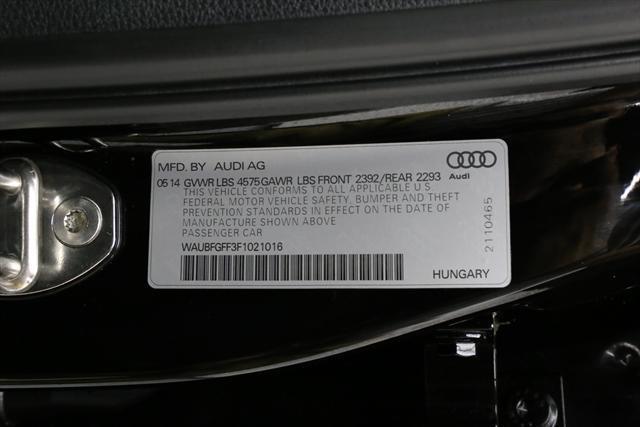 MFD. BY AUDI AG
Audi
05 14 GVWR LBS 4575 GAWR LBS FRONT 2392/REAR 2293
THIS VEHICLE CONFORMS TO ALL APPLICABLE U S
FEDERAL MOTOR VEHICLE SAFETY, BUMPER AND THEFT
PREVENTION STANDARDS IN EFFECT ON THE DATE OF
MANUFACTURE SHOWN ABOVE
PASSENGER CAR
WAUBFGFF3F1021016
2110465
HUNGARY